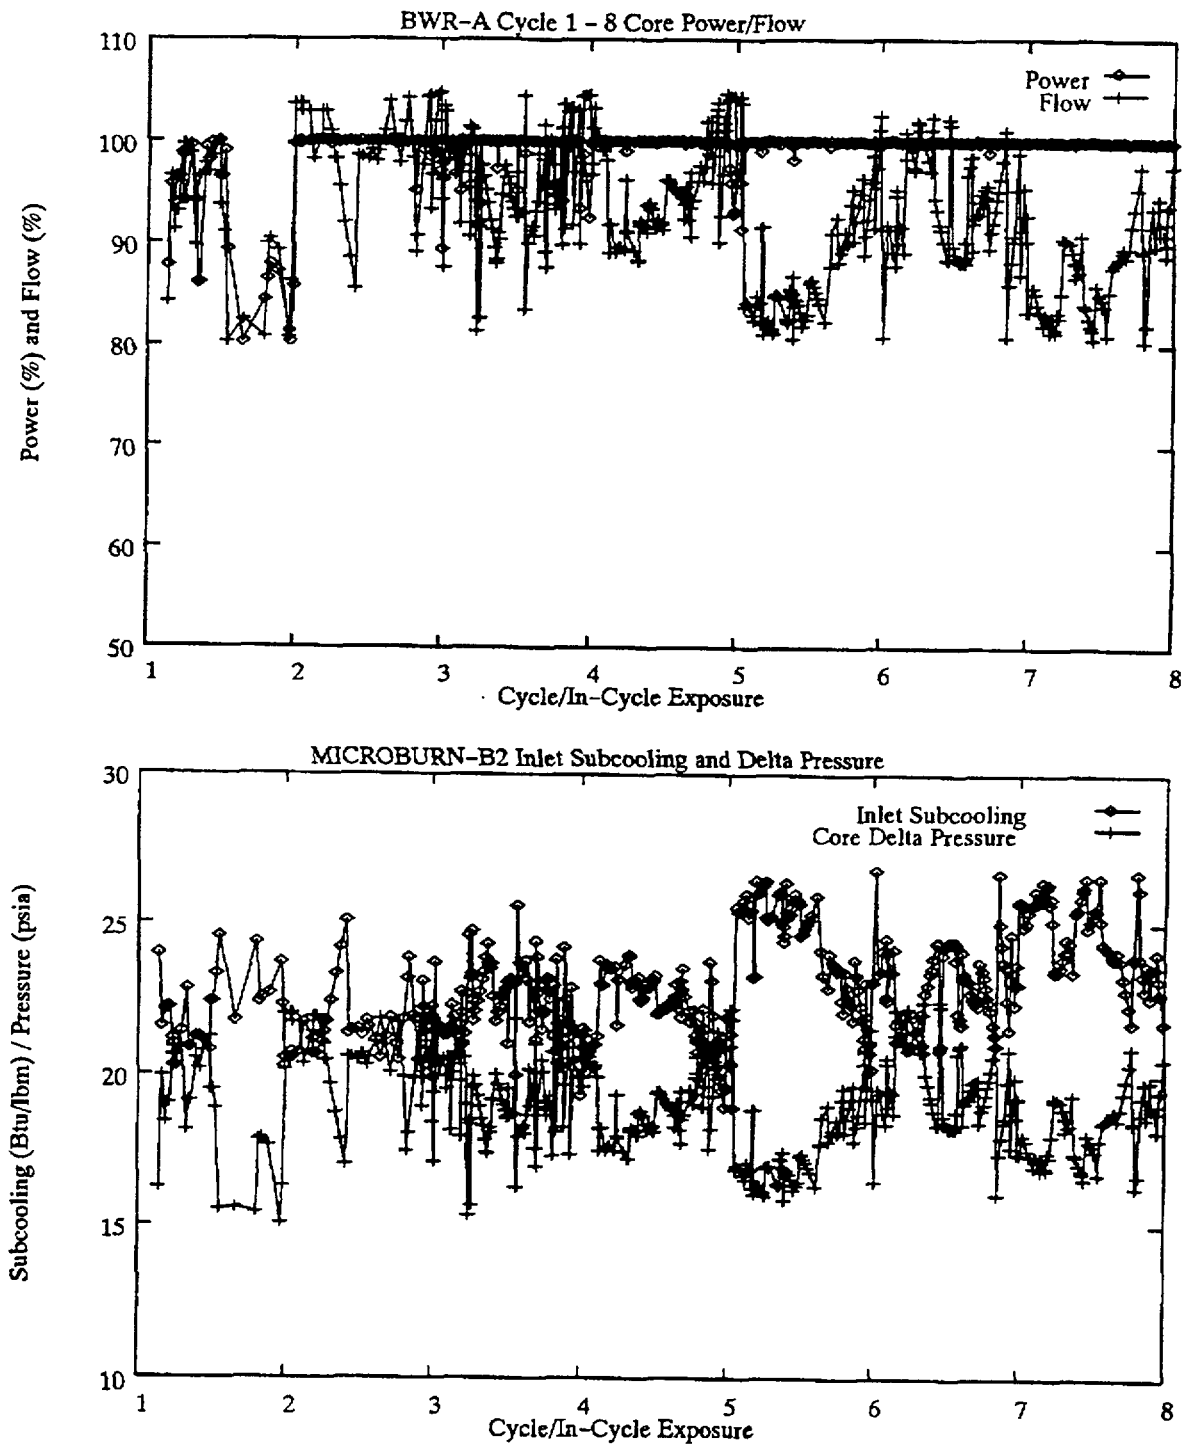 BWR-A Cycle 1 - 8 Core Power/Flow
110
100
90
80
70
60
50
Power (%) and Flow (%)
Power
Flow
1 2 3 4 5 6 7 8
Cycle/In-Cycle Exposure
MICROBURN-B2 Inlet Subcooling and Delta Pressure
30
25
20
15
10
Subcooling (Btu/lbm) / Pressure (psia)
Inlet Subcooling
Core Delta Pressure
1 2 3 4 5 6 7 8
Cycle/In-Cycle Exposure